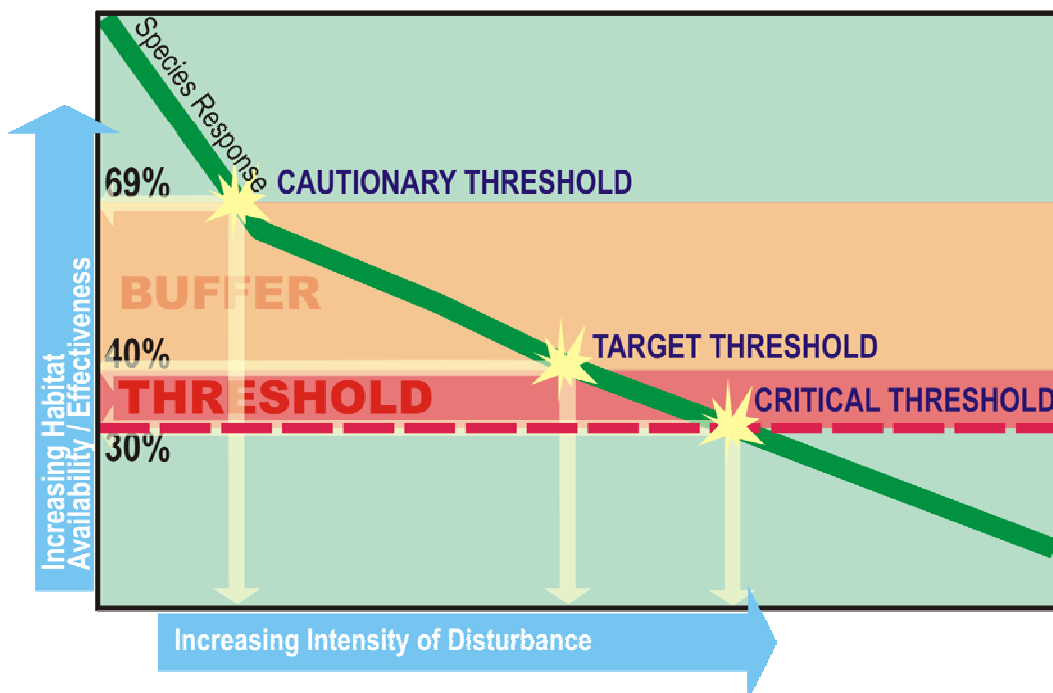 Species Response
69%
CAUTIONARY THRESHOLD
BUFFER
40%
TARGET THRESHOLD
THRESHOLD
CRITICAL THRESHOLD
30%
Increasing Habitat
Availability / Effectiveness
Increasing Intensity of Disturbance